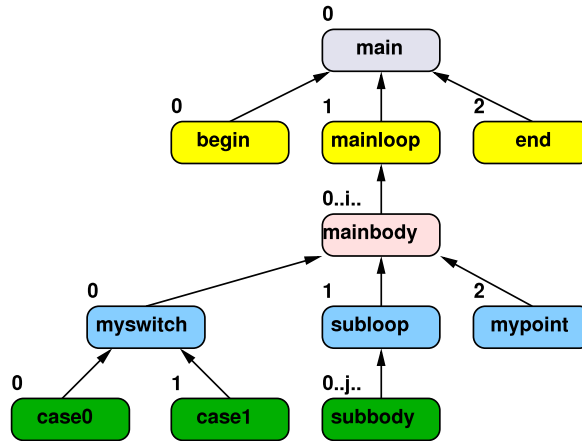 0
main
0 1 2
begin mainloop end
0..i..
mainbody
0 1 2
myswitch subloop mypoint
0 1 0..j..
case0 case1 subbody